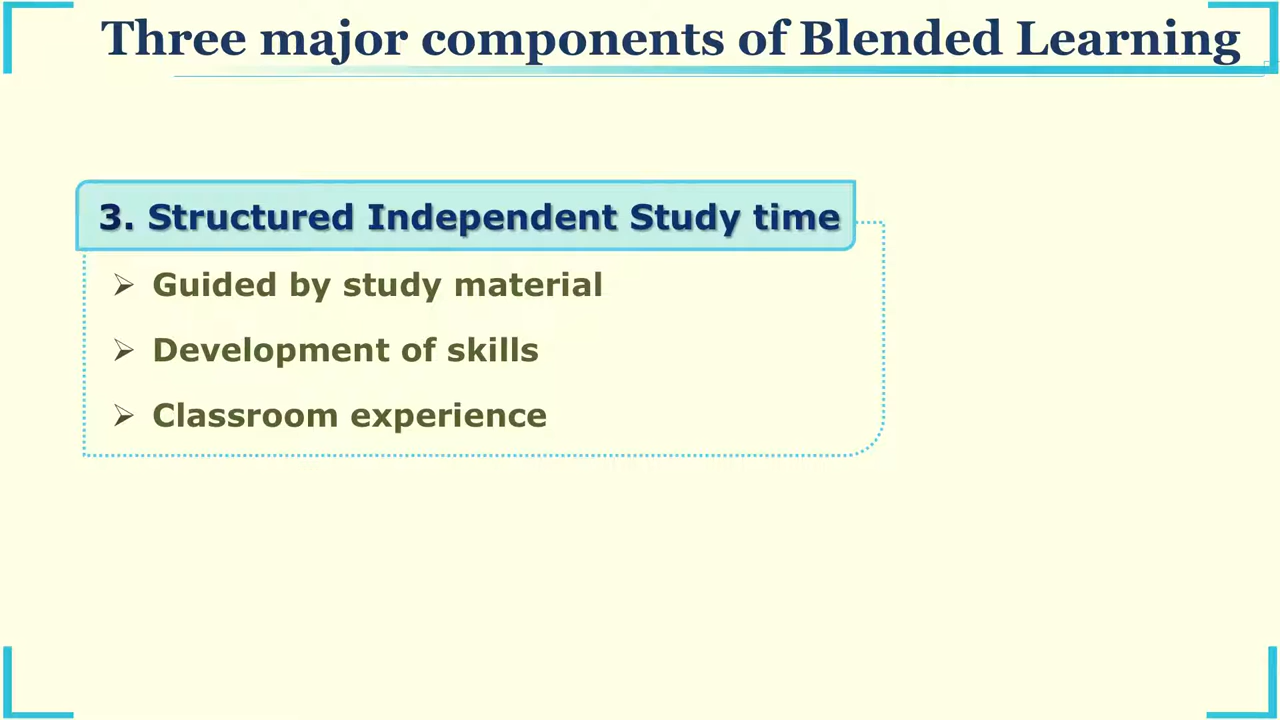 Three major components of Blended Learning
3. Structured Independent Study time
➢ Guided by study material
➢ Development of skills
➢ Classroom experience